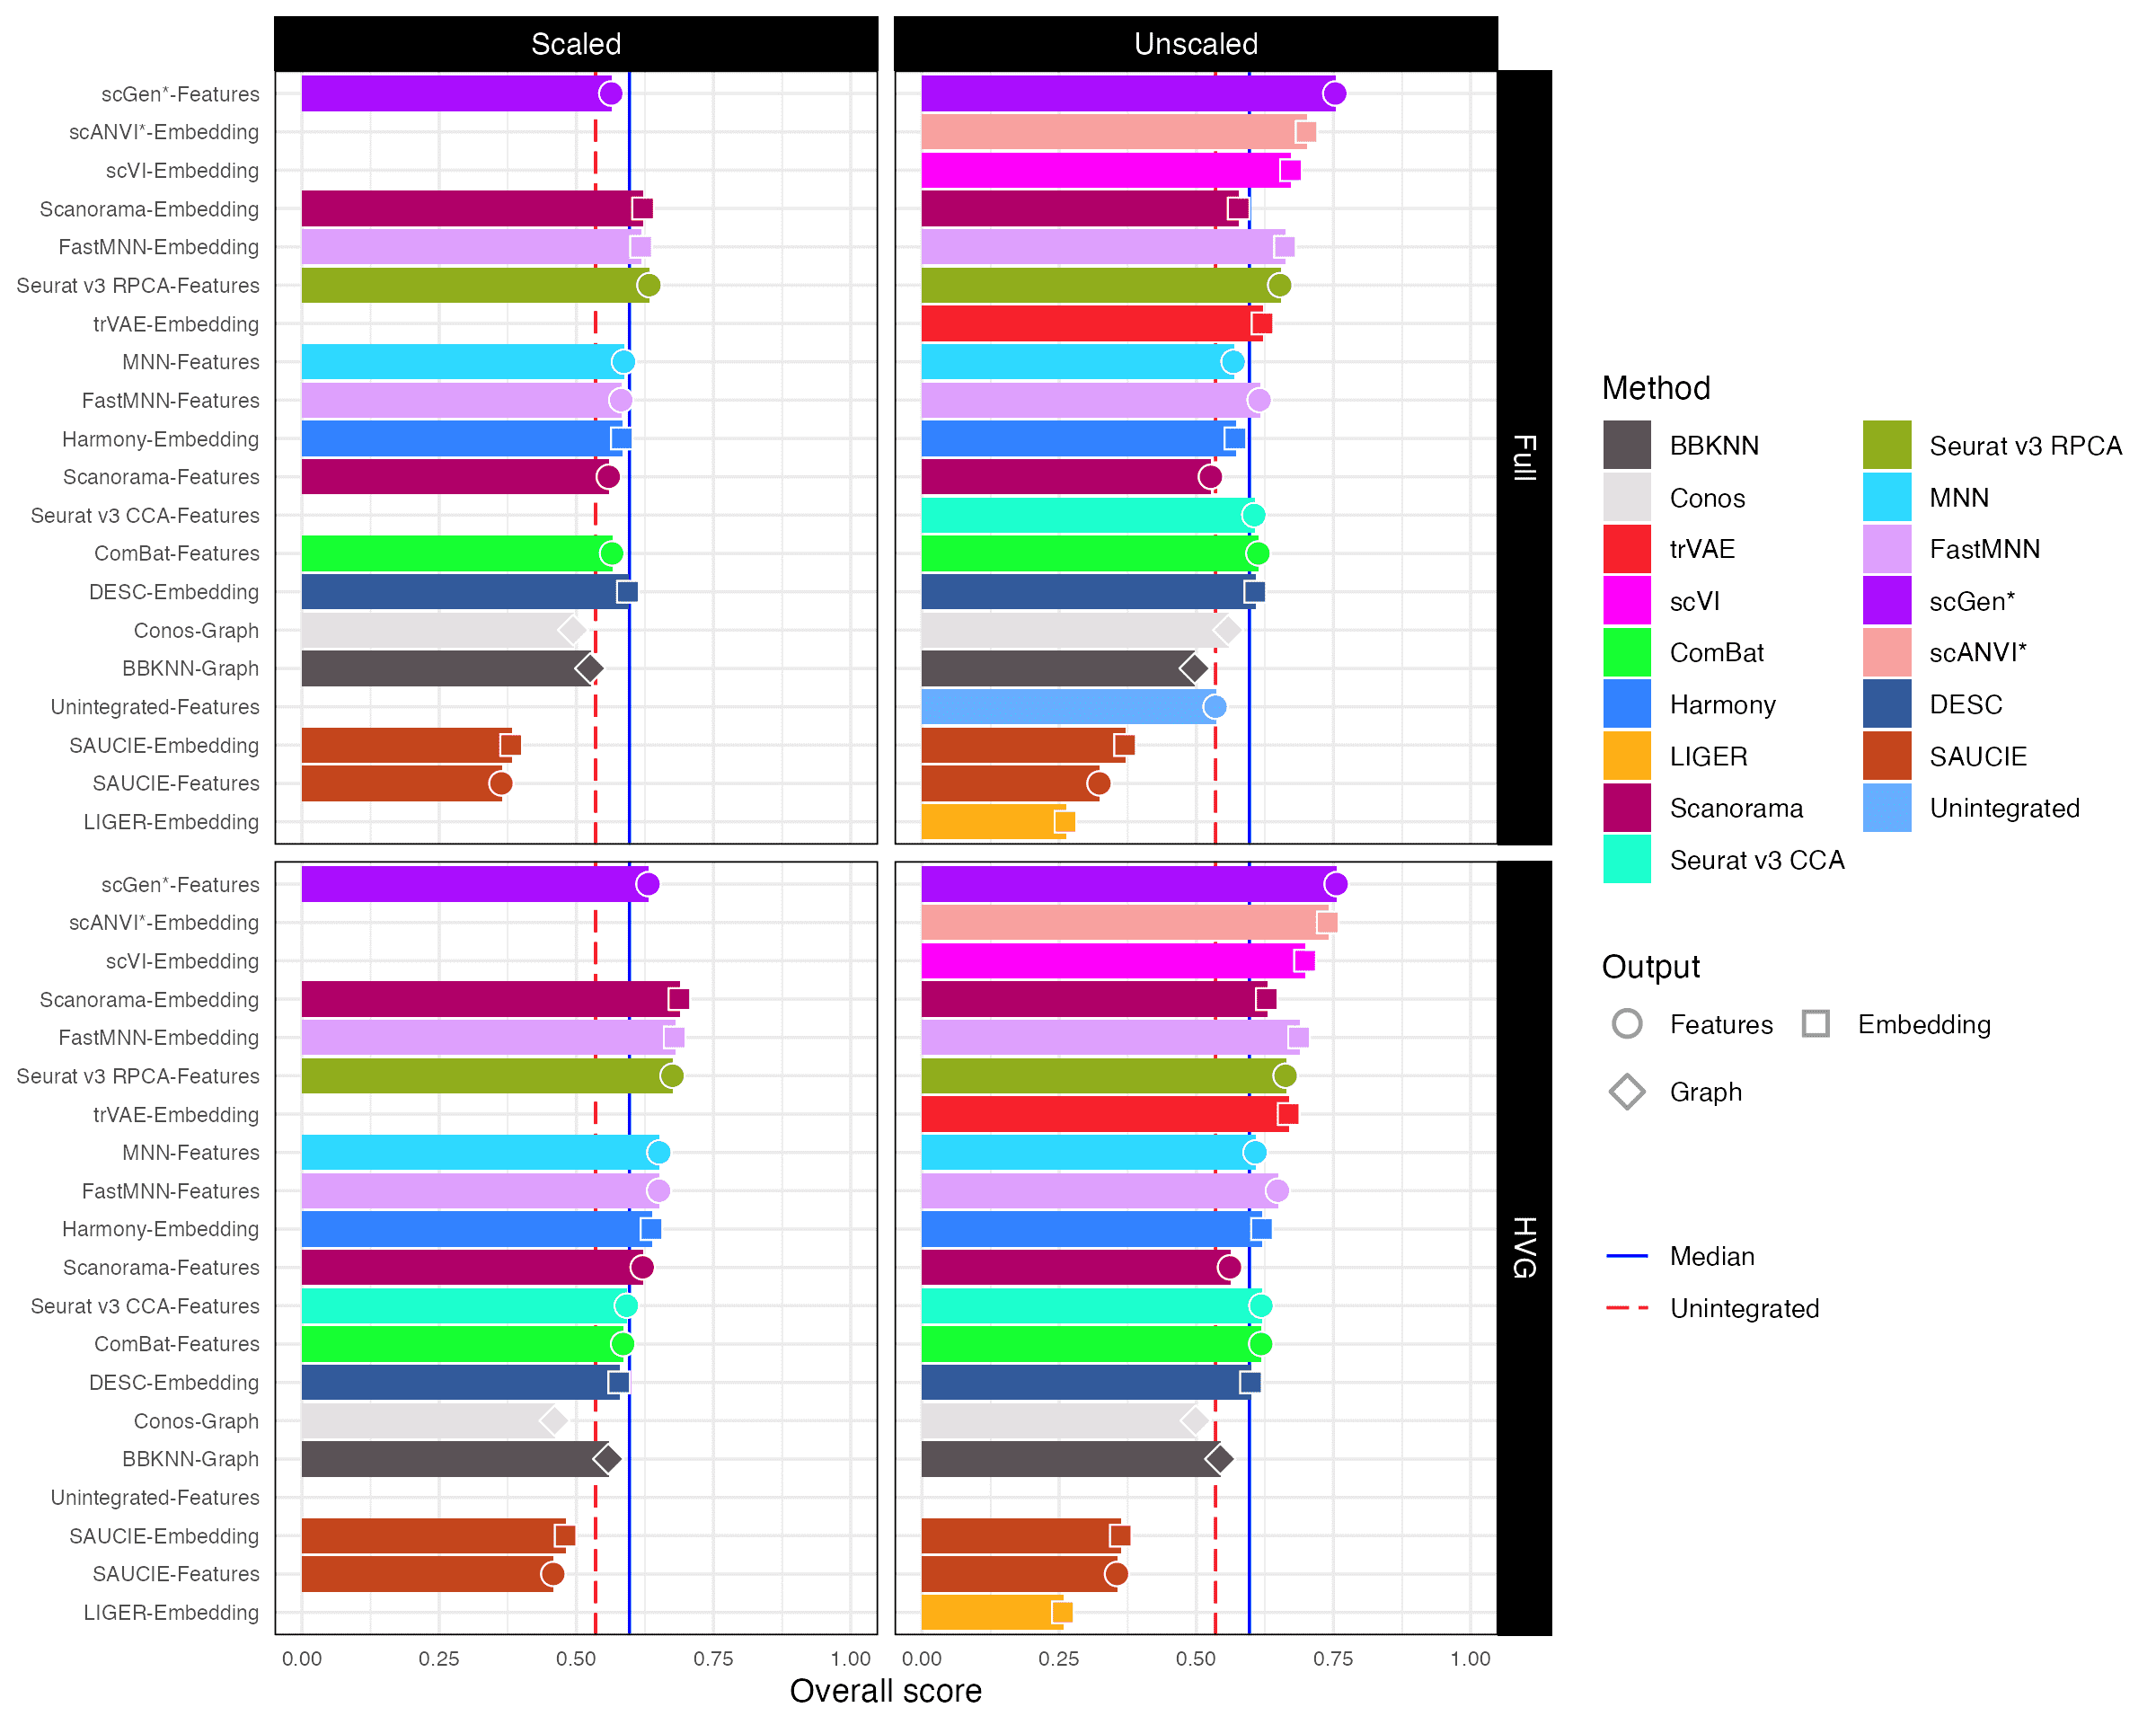 Scaled
Unscaled
scGen*-Features
scANVI*-Embedding
scVI-Embedding
Scanorama-Embedding
FastMNN-Embedding
Seurat v3 RPCA-Features
trVAE-Embedding
MNN-Features
FastMNN-Features
Harmony-Embedding
Scanorama-Features
Seurat v3 CCA-Features
ComBat-Features
DESC-Embedding
Conos-Graph
BBKNN-Graph
Unintegrated-Features
SAUCIE-Embedding
SAUCIE-Features
LIGER-Embedding
Full
scGen*-Features
scANVI*-Embedding
scVI-Embedding
Scanorama-Embedding
FastMNN-Embedding
Seurat v3 RPCA-Features
trVAE-Embedding
MNN-Features
FastMNN-Features
Harmony-Embedding
Scanorama-Features
Seurat v3 CCA-Features
ComBat-Features
DESC-Embedding
Conos-Graph
BBKNN-Graph
Unintegrated-Features
SAUCIE-Embedding
SAUCIE-Features
LIGER-Embedding
HVG
0.00 0.25 0.50 0.75 1.00 0.00 0.25 0.50 0.75 1.00
Overall score
Method
BBKNN
Conos
trVAE
scVI
ComBat
Harmony
LIGER
Scanorama
Seurat v3 CCA
Seurat v3 RPCA
MNN
FastMNN
scGen*
scANVI*
DESC
SAUCIE
Unintegrated
Output
Features Embedding
Graph
Median
Unintegrated